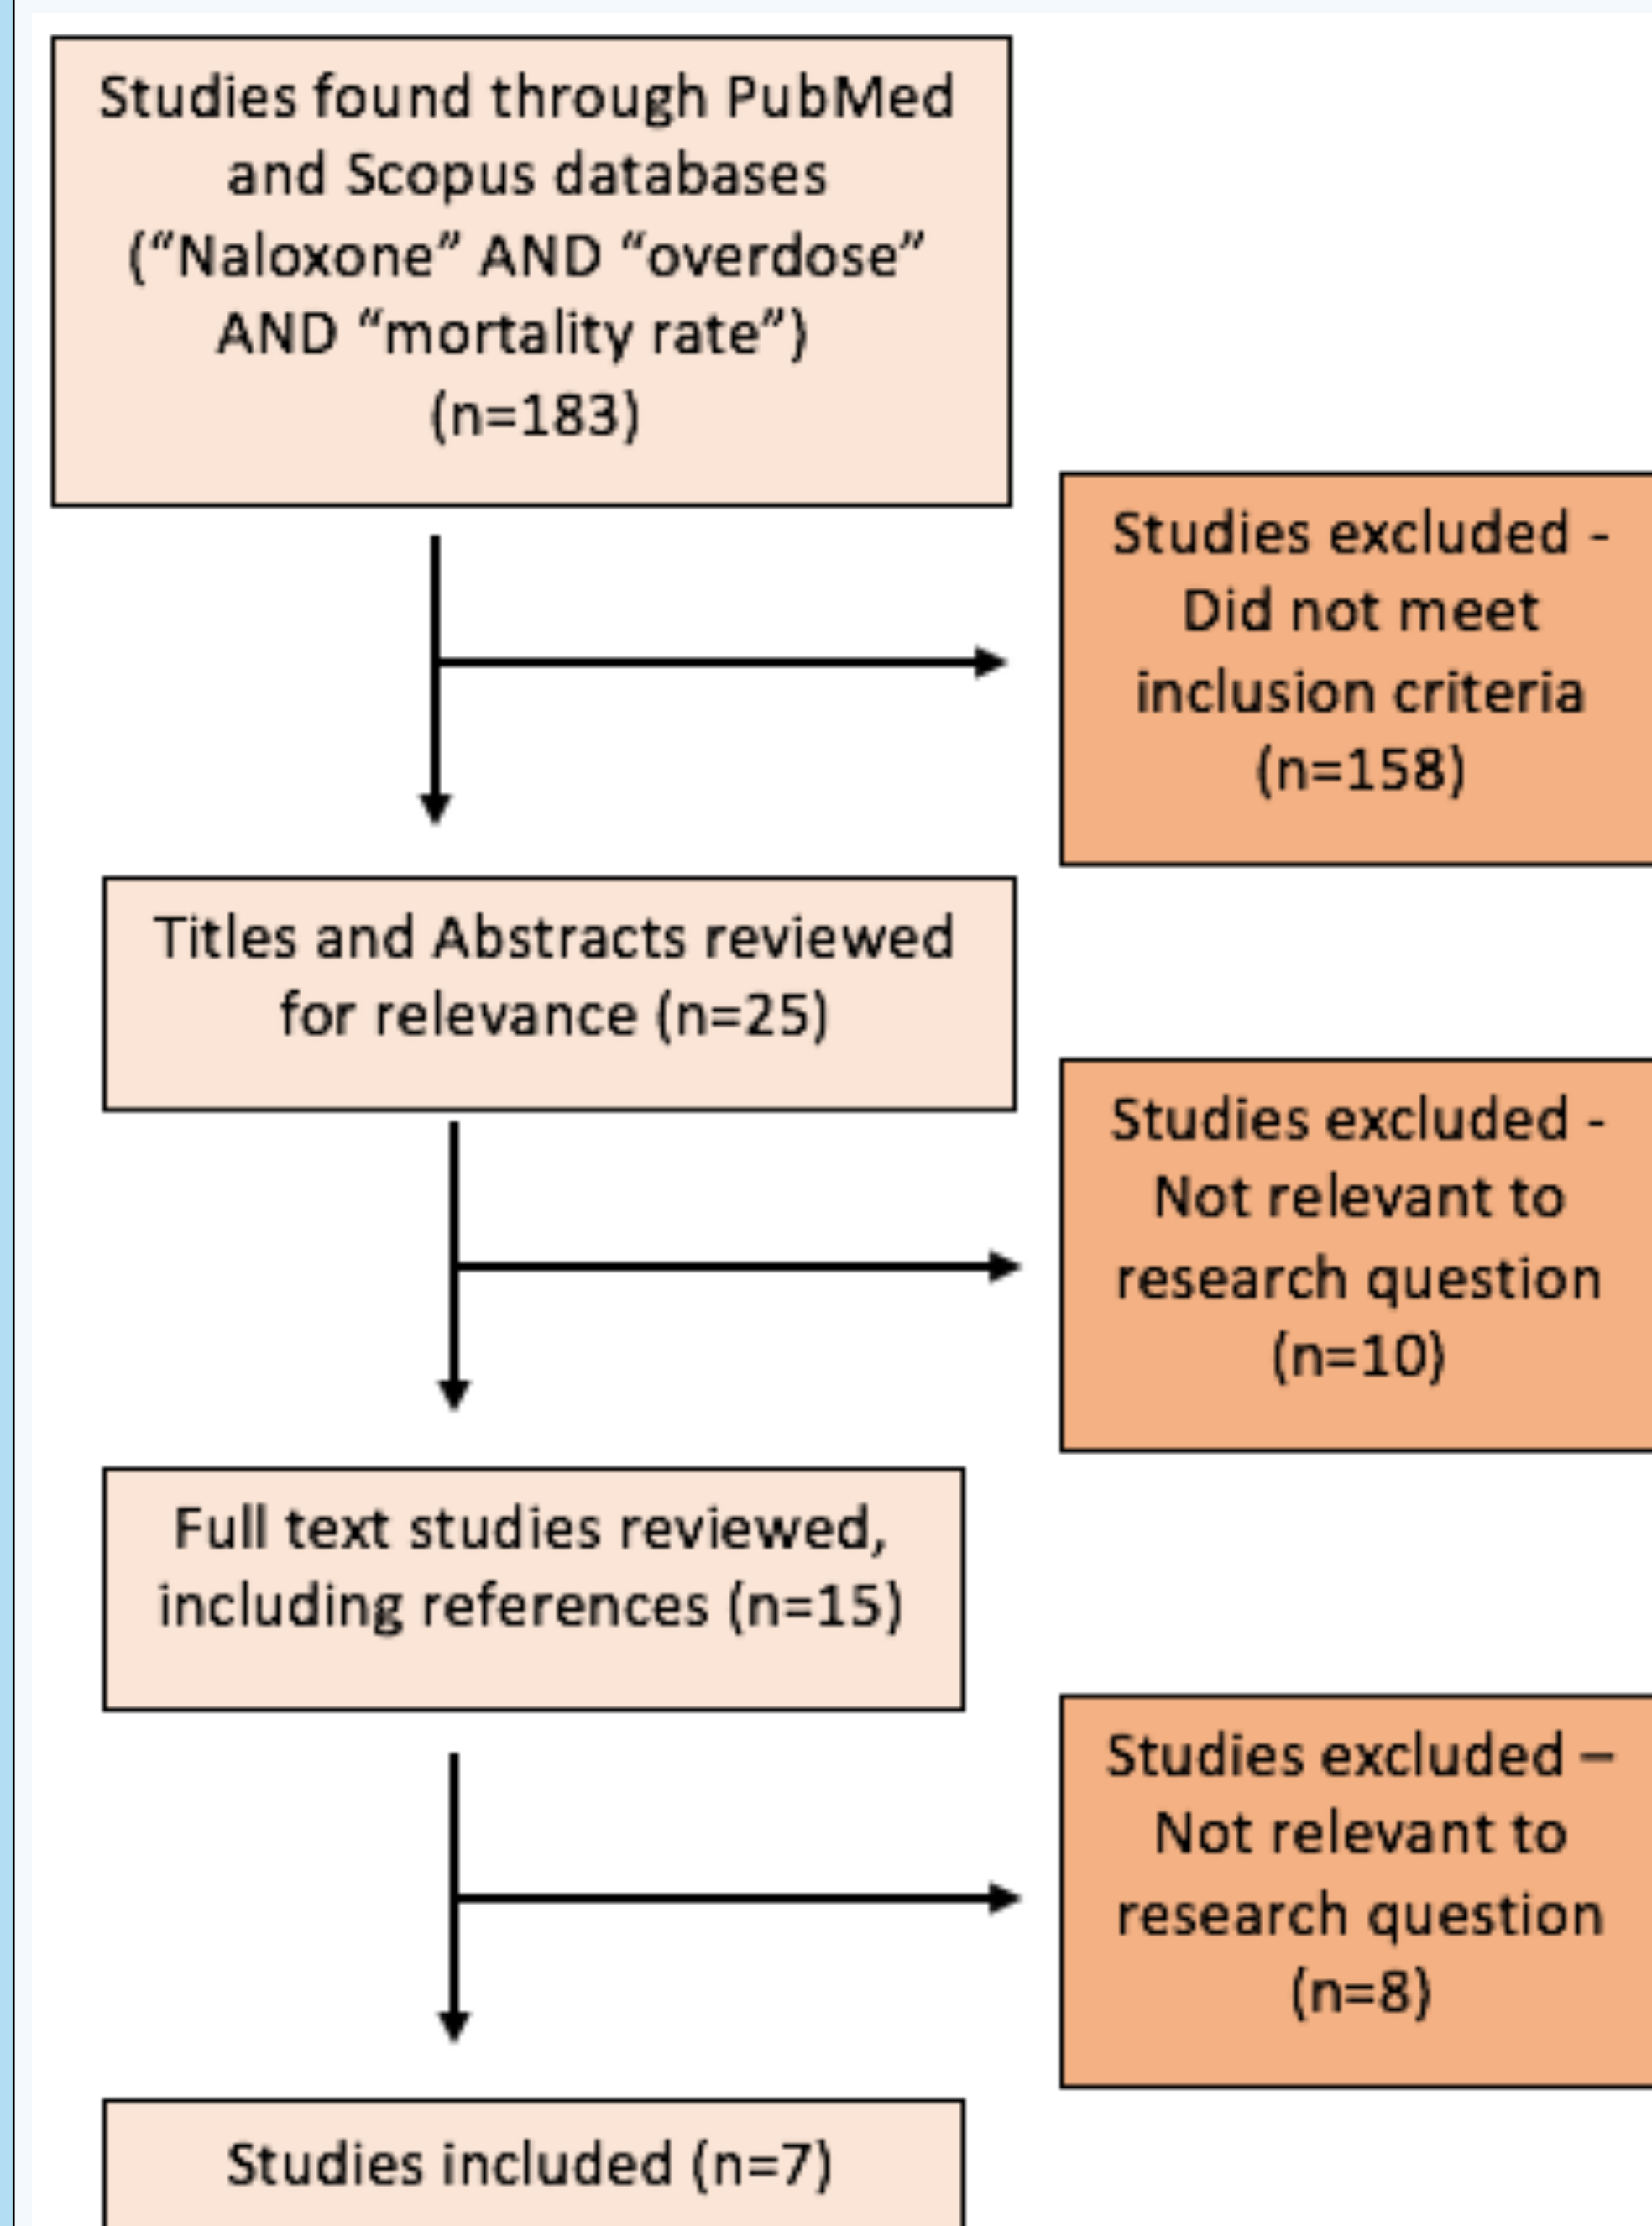 Studies found through PubMed
and Scopus databases
(“Naloxone” AND “overdose”
AND “mortality rate”)
(n=183)
Studies excluded -
Did not meet
inclusion criteria
(n=158)
Titles and Abstracts reviewed
for relevance (n=25)
Studies excluded -
Not relevant to
research question
(n=10)
Full text studies reviewed,
including references (n=15)
Studies excluded –
Not relevant to
research question
(n=8)
Studies included (n=7)